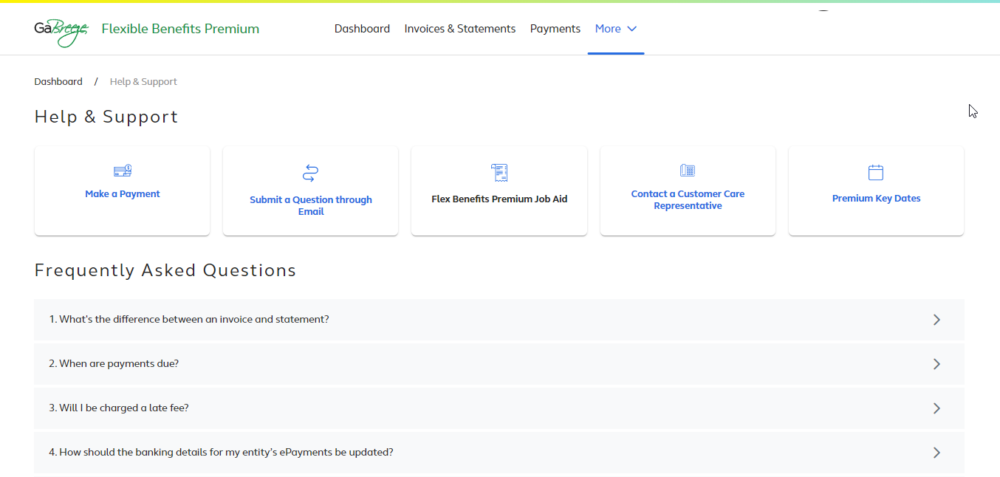 GaBreeze Flexible Benefits Premium
Dashboard Invoices & Statements Payments More
Dashboard / Help & Support
Help & Support
Make a Payment
Submit a Question through
Email
Flex Benefits Premium Job Aid
Contact a Customer Care
Representative
Premium Key Dates
Frequently Asked Questions
1. What's the difference between an invoice and statement?
2. When are payments due?
3. Will I be charged a late fee?
4. How should the banking details for my entity's ePayments be updated?